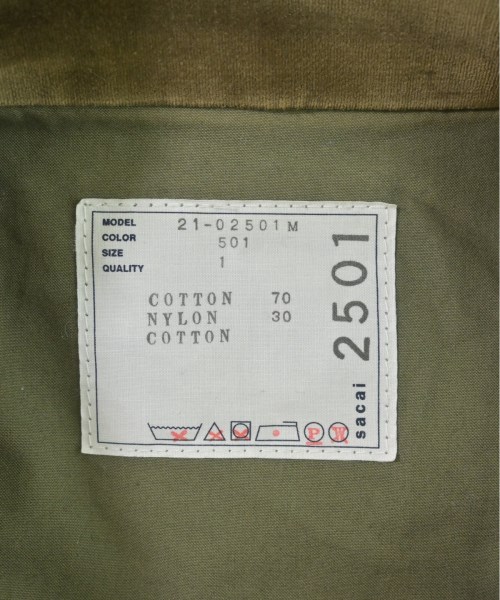 MODEL 21-02501M
COLOR 501
SIZE 1
QUALITY
COTTON 70
NYLON 30
COTTON
P W
sacai 2501